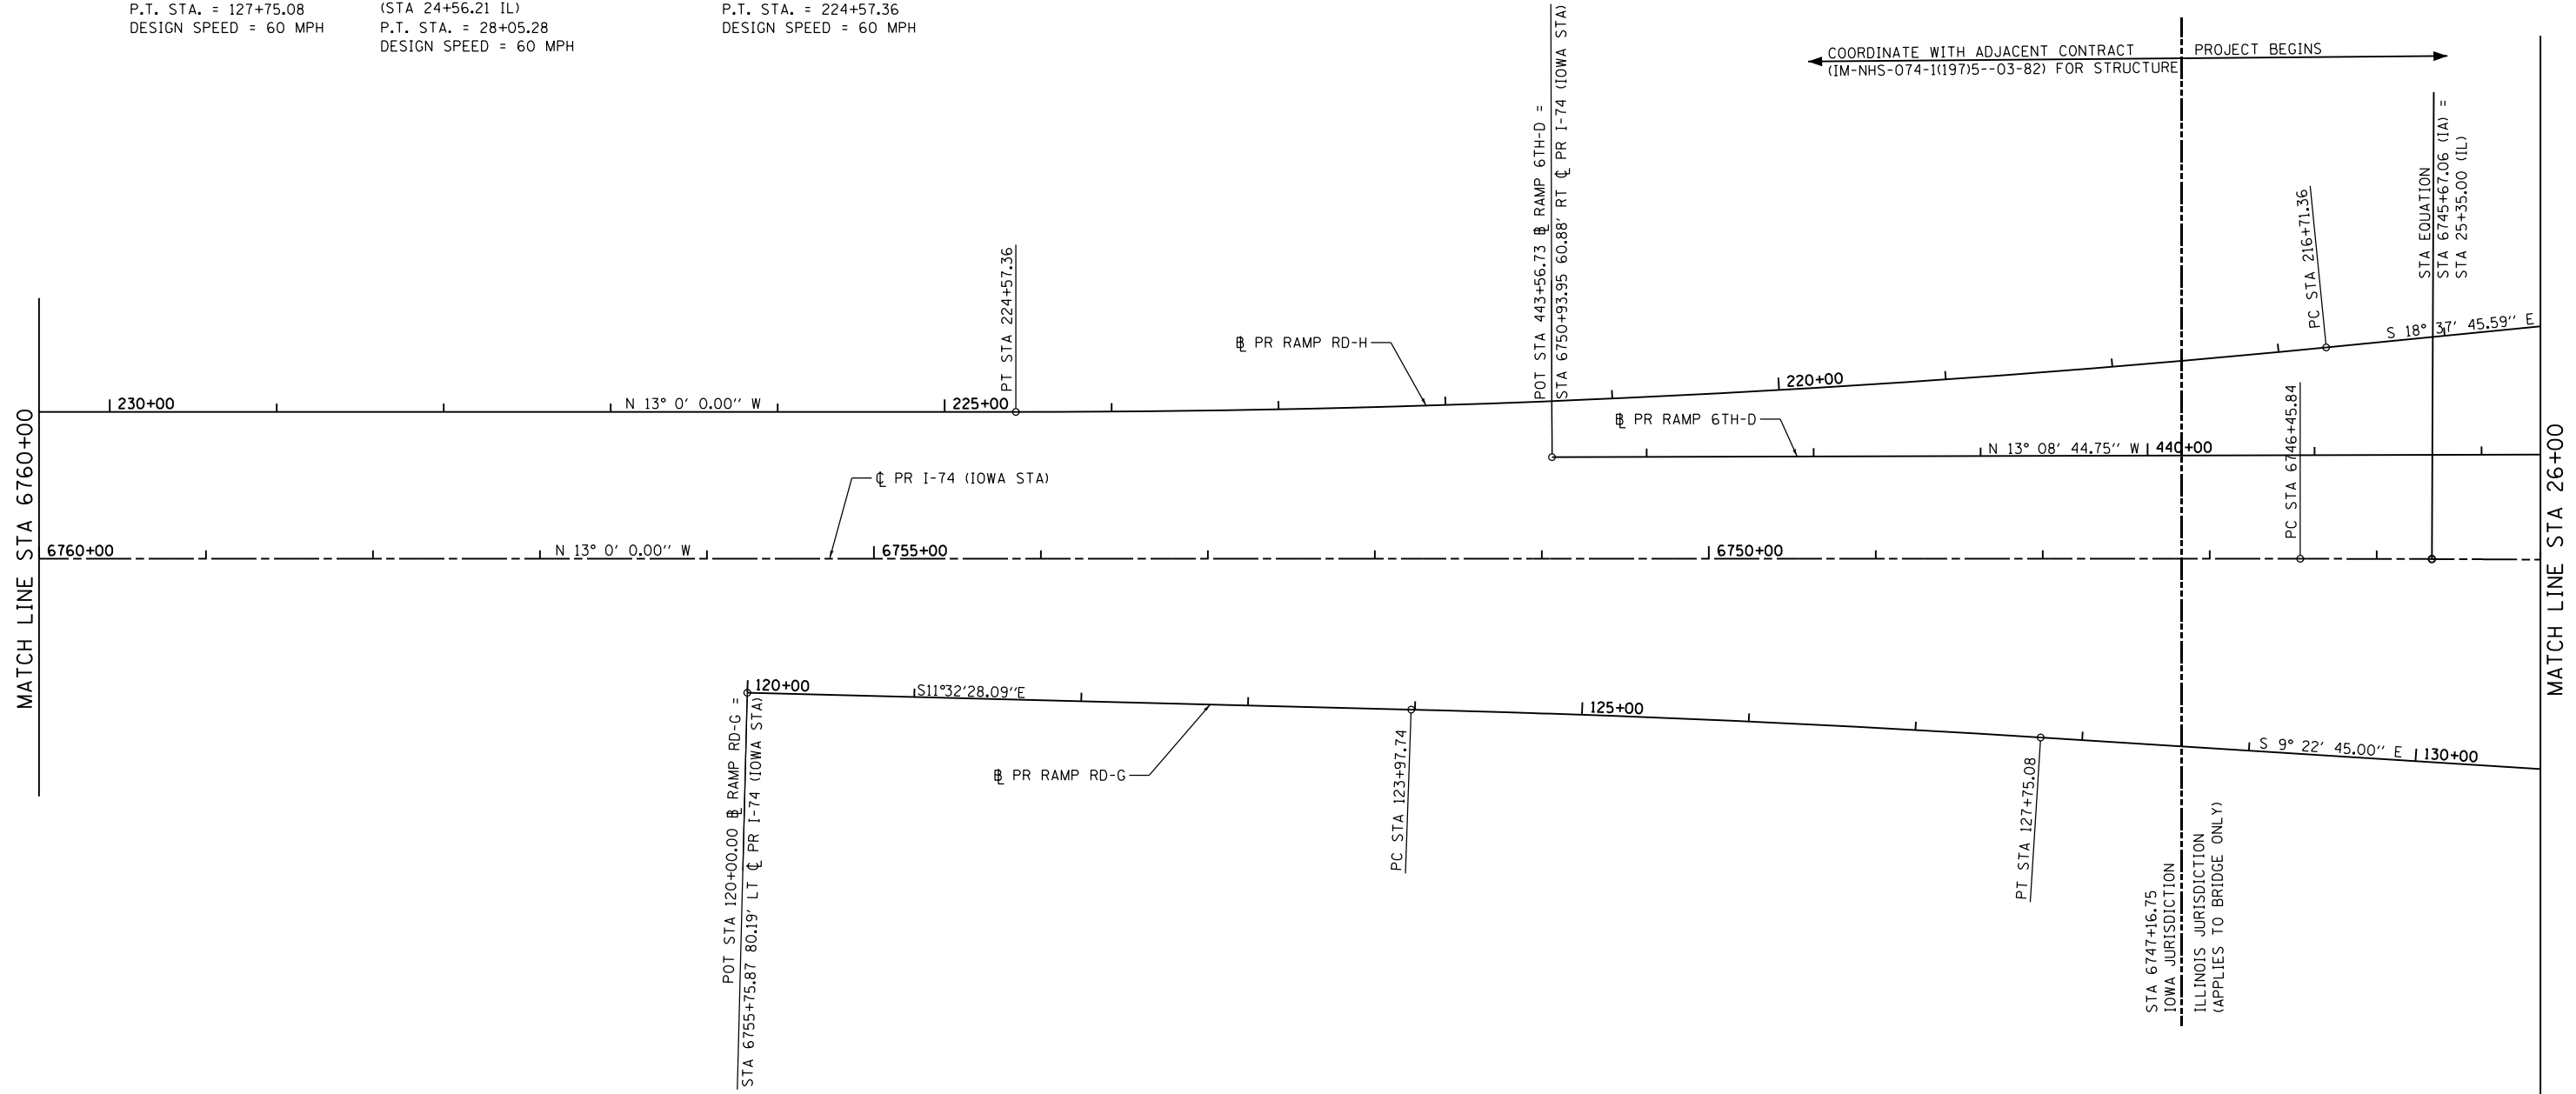 P.T. STA. = 127+75.08
DESIGN SPEED = 60 MPH
(STA 24+56.21 IL)
P.T. STA. = 28+05.28
DESIGN SPEED = 60 MPH
P.T. STA. = 224+57.36
DESIGN SPEED = 60 MPH
COORDINATE WITH ADJACENT CONTRACT
(IM-NHS-074-1(197)5--03-82) FOR STRUCTURE
PROJECT BEGINS
POT STA 443+56.73 ℄ RAMP 6TH-D =
STA 6750+93.95 60.88' RT ℄ PR I-74 (IOWA STA)
STA EQUATION
STA 6745+67.06 (IA) =
STA 25+35.00 (IL)
PC STA 216+71.36
PT STA 224+57.36
S 18° 37' 45.59" E
℄ PR RAMP RD-H
220+00
230+00
N 13° 0' 0.00" W
225+00
℄ PR RAMP 6TH-D
N 13° 08' 44.75" W
440+00
PC STA 6746+45.84
℄ PR I-74 (IOWA STA)
MATCH LINE STA 6760+00
6760+00
N 13° 0' 0.00" W
6755+00
6750+00
MATCH LINE STA 26+00
120+00
S11°32'28.09"E
125+00
S 9° 22' 45.00" E
130+00
℄ PR RAMP RD-G
POT STA 120+00.00 ℄ RAMP RD-G =
STA 6755+75.87 80.19' LT ℄ PR I-74 (IOWA STA)
PC STA 123+97.74
PT STA 127+75.08
STA 6747+16.75
IOWA JURISDICTION
ILLINOIS JURISDICTION
(APPLIES TO BRIDGE ONLY)